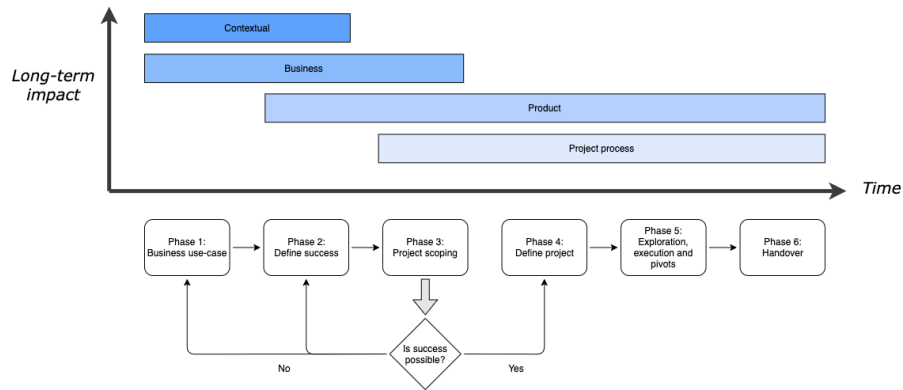 Contextual
Long-term
impact
Business
Product
Project process
Time
Phase 1:
Business use-case
Phase 2:
Define success
Phase 3:
Project scoping
Phase 4:
Define project
Phase 5:
Exploration,
execution and
pivots
Phase 6:
Handover
Is success
possible?
No
Yes